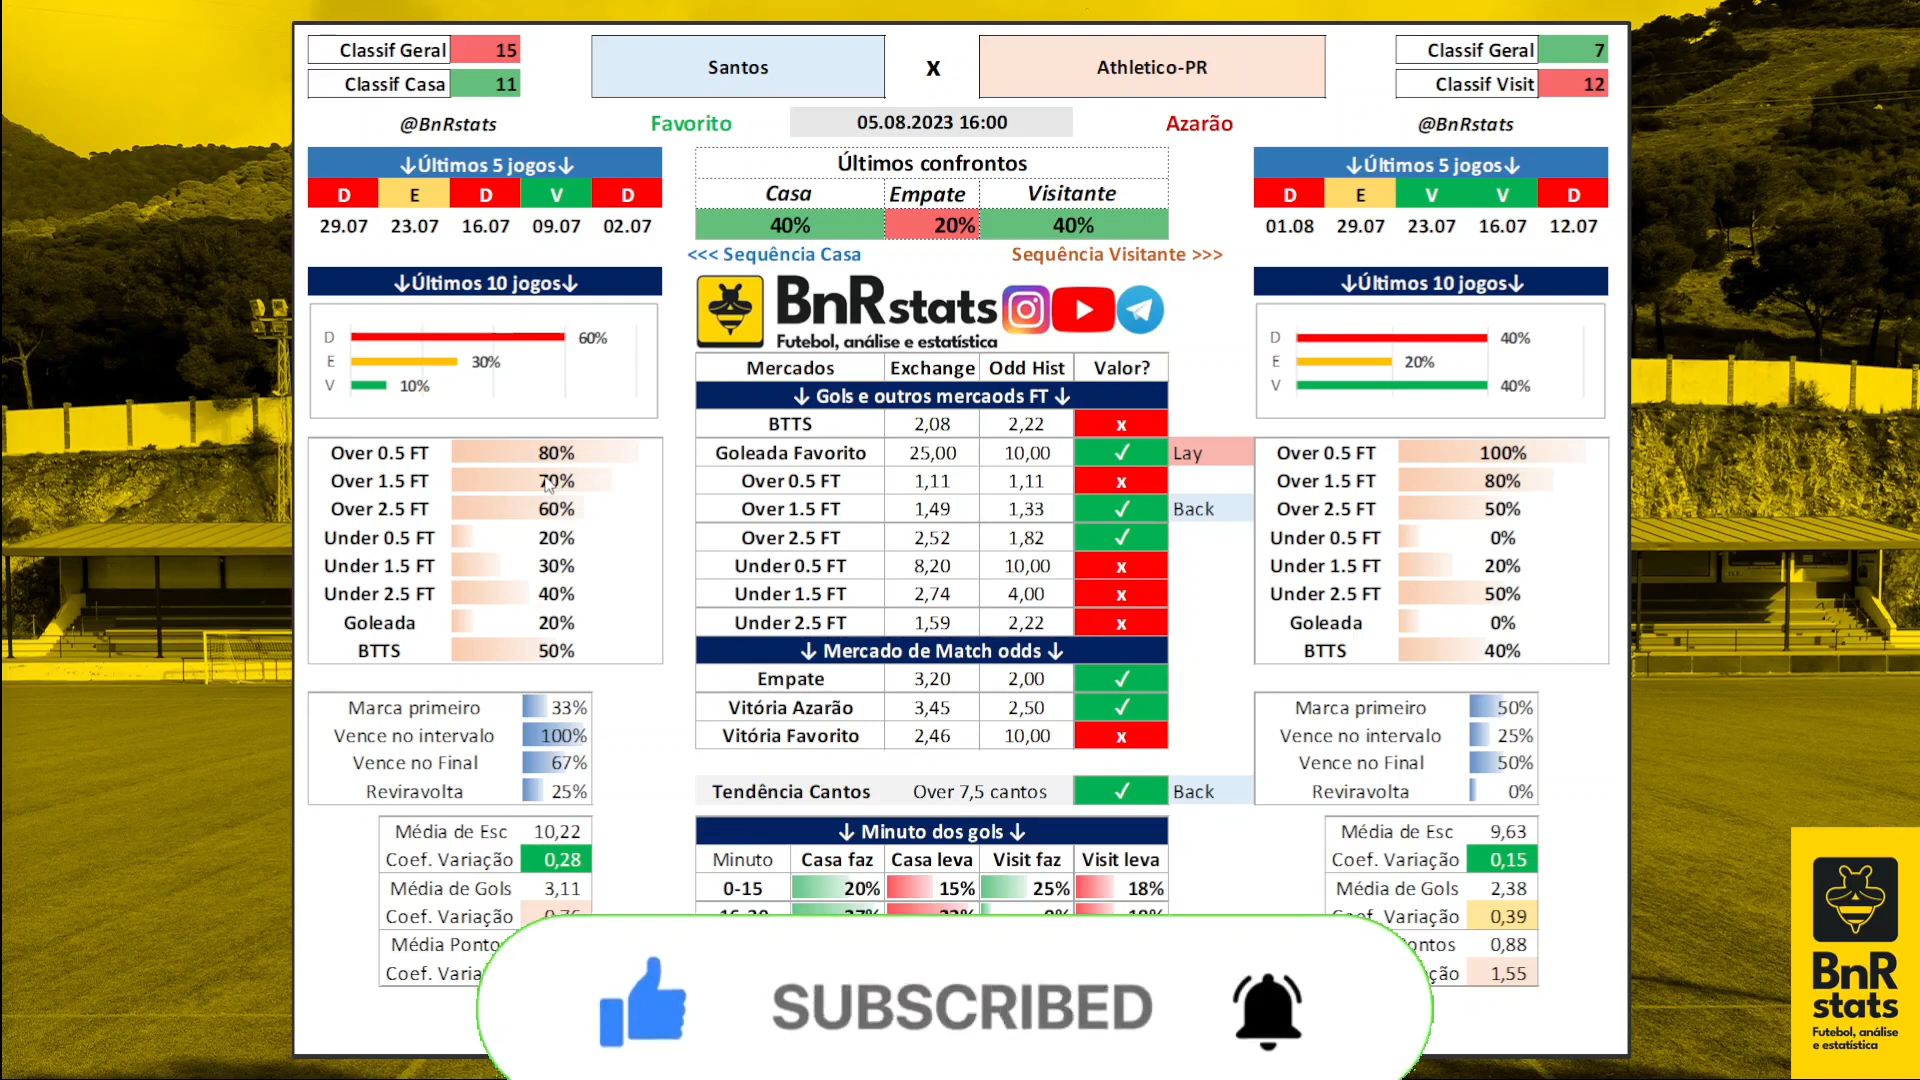 Classif Geral 15
Classif Casa 11
Santos
x
Athletico-PR
Classif Geral 7
Classif Visit 12
@BnRstats
Favorito
05.08.2023 16:00
Azarão
@BnRstats
↓Últimos 5 jogos↓
D E D V D
29.07 23.07 16.07 09.07 02.07
Últimos confrontos
Casa Empate Visitante
40% 20% 40%
<<< Sequência Casa
Sequência Visitante >>>
↓Últimos 5 jogos↓
D E V V D
01.08 29.07 23.07 16.07 12.07
↓Últimos 10 jogos↓
D 60%
E 30%
V 10%
BnRstats
Futebol, análise e estatística
↓Últimos 10 jogos↓
D 40%
E 20%
V 40%
Over 0.5 FT 80%
Over 1.5 FT 70%
Over 2.5 FT 60%
Under 0.5 FT 20%
Under 1.5 FT 30%
Under 2.5 FT 40%
Goleada 20%
BTTS 50%
Mercados Exchange Odd Hist Valor?
↓ Gols e outros mercaods FT ↓
BTTS 2,08 2,22 x
Goleada Favorito 25,00 10,00 ✓ Lay
Over 0.5 FT 1,11 1,11 x
Over 1.5 FT 1,49 1,33 ✓ Back
Over 2.5 FT 2,52 1,82 ✓
Under 0.5 FT 8,20 10,00 x
Under 1.5 FT 2,74 4,00 x
Under 2.5 FT 1,59 2,22 x
↓ Mercado de Match odds ↓
Empate 3,20 2,00 ✓
Vitória Azarão 3,45 2,50 ✓
Vitória Favorito 2,46 10,00 x
Tendência Cantos Over 7,5 cantos ✓ Back
Over 0.5 FT 100%
Over 1.5 FT 80%
Over 2.5 FT 50%
Under 0.5 FT 0%
Under 1.5 FT 20%
Under 2.5 FT 50%
Goleada 0%
BTTS 40%
Marca primeiro 33%
Vence no intervalo 100%
Vence no Final 67%
Reviravolta 25%
Marca primeiro 50%
Vence no intervalo 25%
Vence no Final 50%
Reviravolta 0%
Média de Esc 10,22
Coef. Variação 0,28
Média de Gols 3,11
Coef. Variação
Média Ponto
Coef. Varia
↓ Minuto dos gols ↓
Minuto Casa faz Casa leva Visit faz Visit leva
0-15 20% 15% 25% 18%
Média de Esc 9,63
Coef. Variação 0,15
Média de Gols 2,38
Coef. Variação 0,39
ontos 0,88
ção 1,55
SUBSCRIBED
BnR
stats
Futebol, análise
e estatística